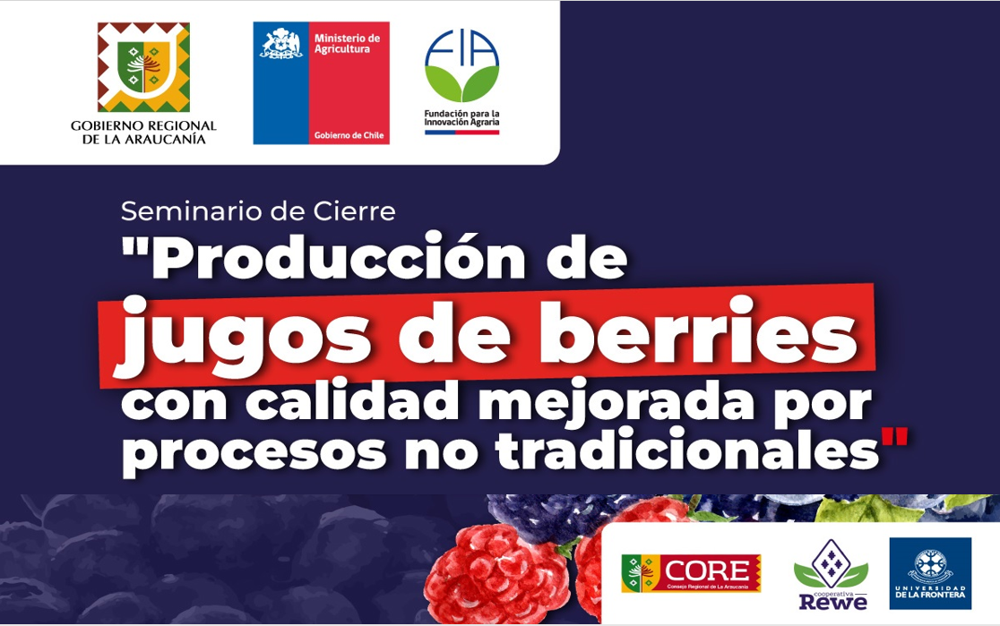 GOBIERNO REGIONAL
DE LA ARAUCANÍA
Ministerio de
Agricultura
Gobierno de Chile
FIA
Fundación para la
Innovación Agraria
Seminario de Cierre
"Producción de
jugos de berries
con calidad mejorada por
procesos no tradicionales"
CORE
Consejo Regional de La Araucanía
cooperativa
Rewe
UNIVERSIDAD
DE LA FRONTERA